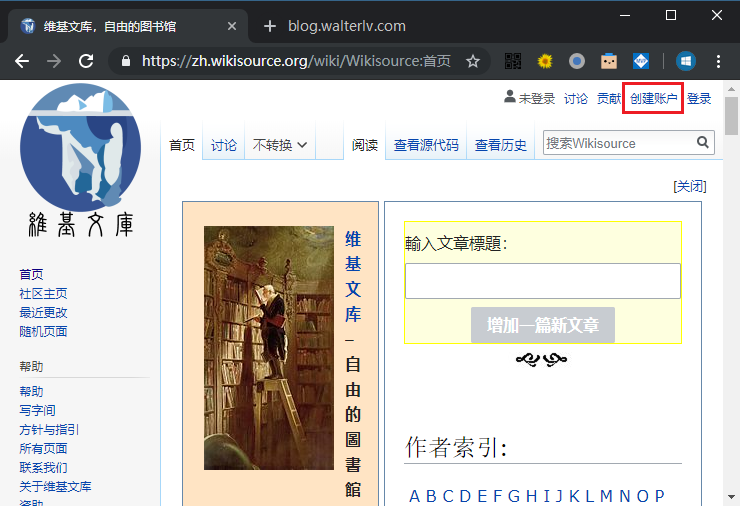 维基文库，自由的图书馆
blog.walterlv.com
https://zh.wikisource.org/wiki/Wikisource:首页
未登录 讨论 贡献 创建账户 登录
首页 讨论 不转换 阅读 查看源代码 查看历史 搜索Wikisource
[关闭]
維基文庫
首页
社区主页
最近更改
随机页面
帮助
帮助
写字间
方针与指引
所有页面
联系我们
关于维基文库
资助
维基文库–自由的圖書館
輸入文章標題：
增加一篇新文章
作者索引：
A B C D E F G H I J K L M N O P